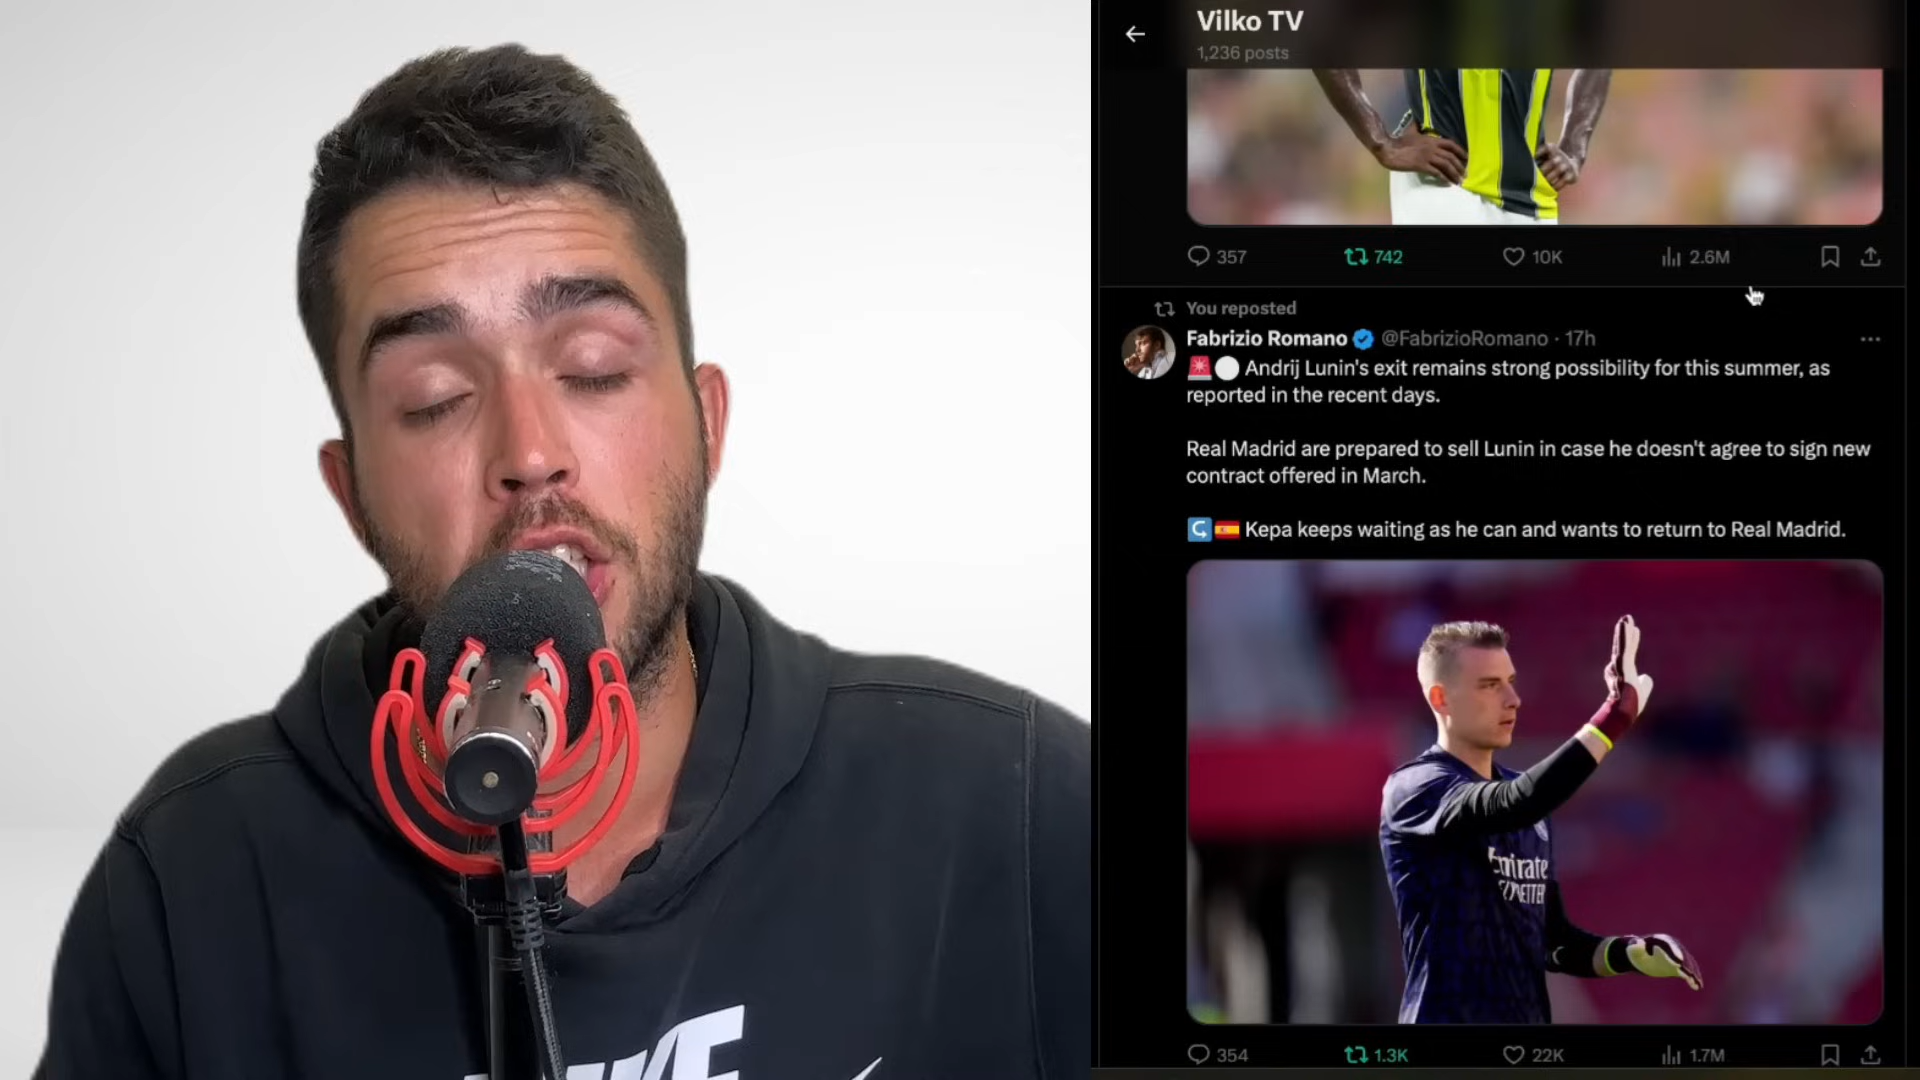 Vilko TV
1,236 posts
357 742 10K 2.6M
You reposted
Fabrizio Romano @FabrizioRomano · 17h
🚨⚪ Andrij Lunin's exit remains strong possibility for this summer, as
reported in the recent days.
Real Madrid are prepared to sell Lunin in case he doesn't agree to sign new
contract offered in March.
↪️🇪🇸 Kepa keeps waiting as he can and wants to return to Real Madrid.
Emirate
354 1.3K 22K 1.7M